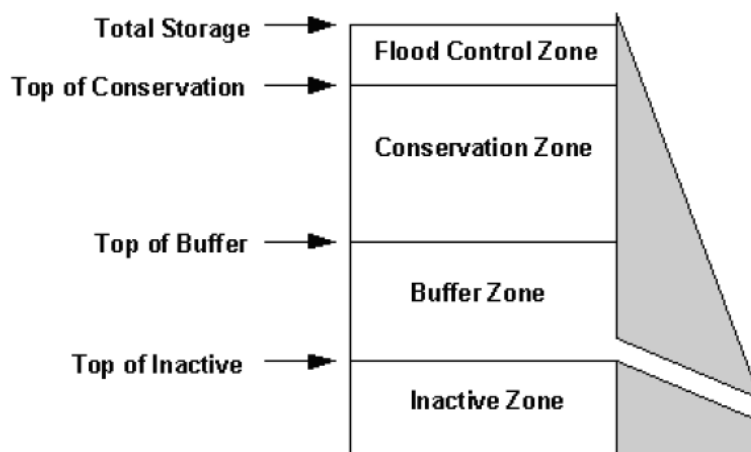 Total Storage
Flood Control Zone
Top of Conservation
Conservation Zone
Top of Buffer
Buffer Zone
Top of Inactive
Inactive Zone